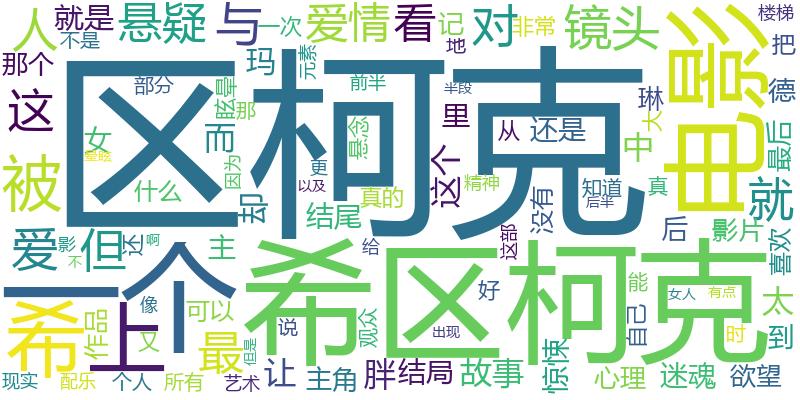 人 就是 悬疑 与 一次 爱情 看 记 对 非常 镜头 楼梯
那个 不是 地 元素 把
区柯克 电影
这 部分 眩晕 玛 那 前半 半段 琳 德
女 而 悬念 里 从 还是 中 大 最后
被 莹眩 什么 因为 更 这个 精神 知道 真 就
却 以及 真的 没有 后半
爱 但 还 影 啊 主 结尾 给 这部 后 影片 喜欢
不
一个 希区柯克
希 上 像 可以 观众 好 能 女人 有点 太 到
作品 又 最 说 出现 自己 时
现实 配乐 个人 所有 但是 艺术 让 主角 胖 结局 故事 惊悚 心理 迷魂 欲望